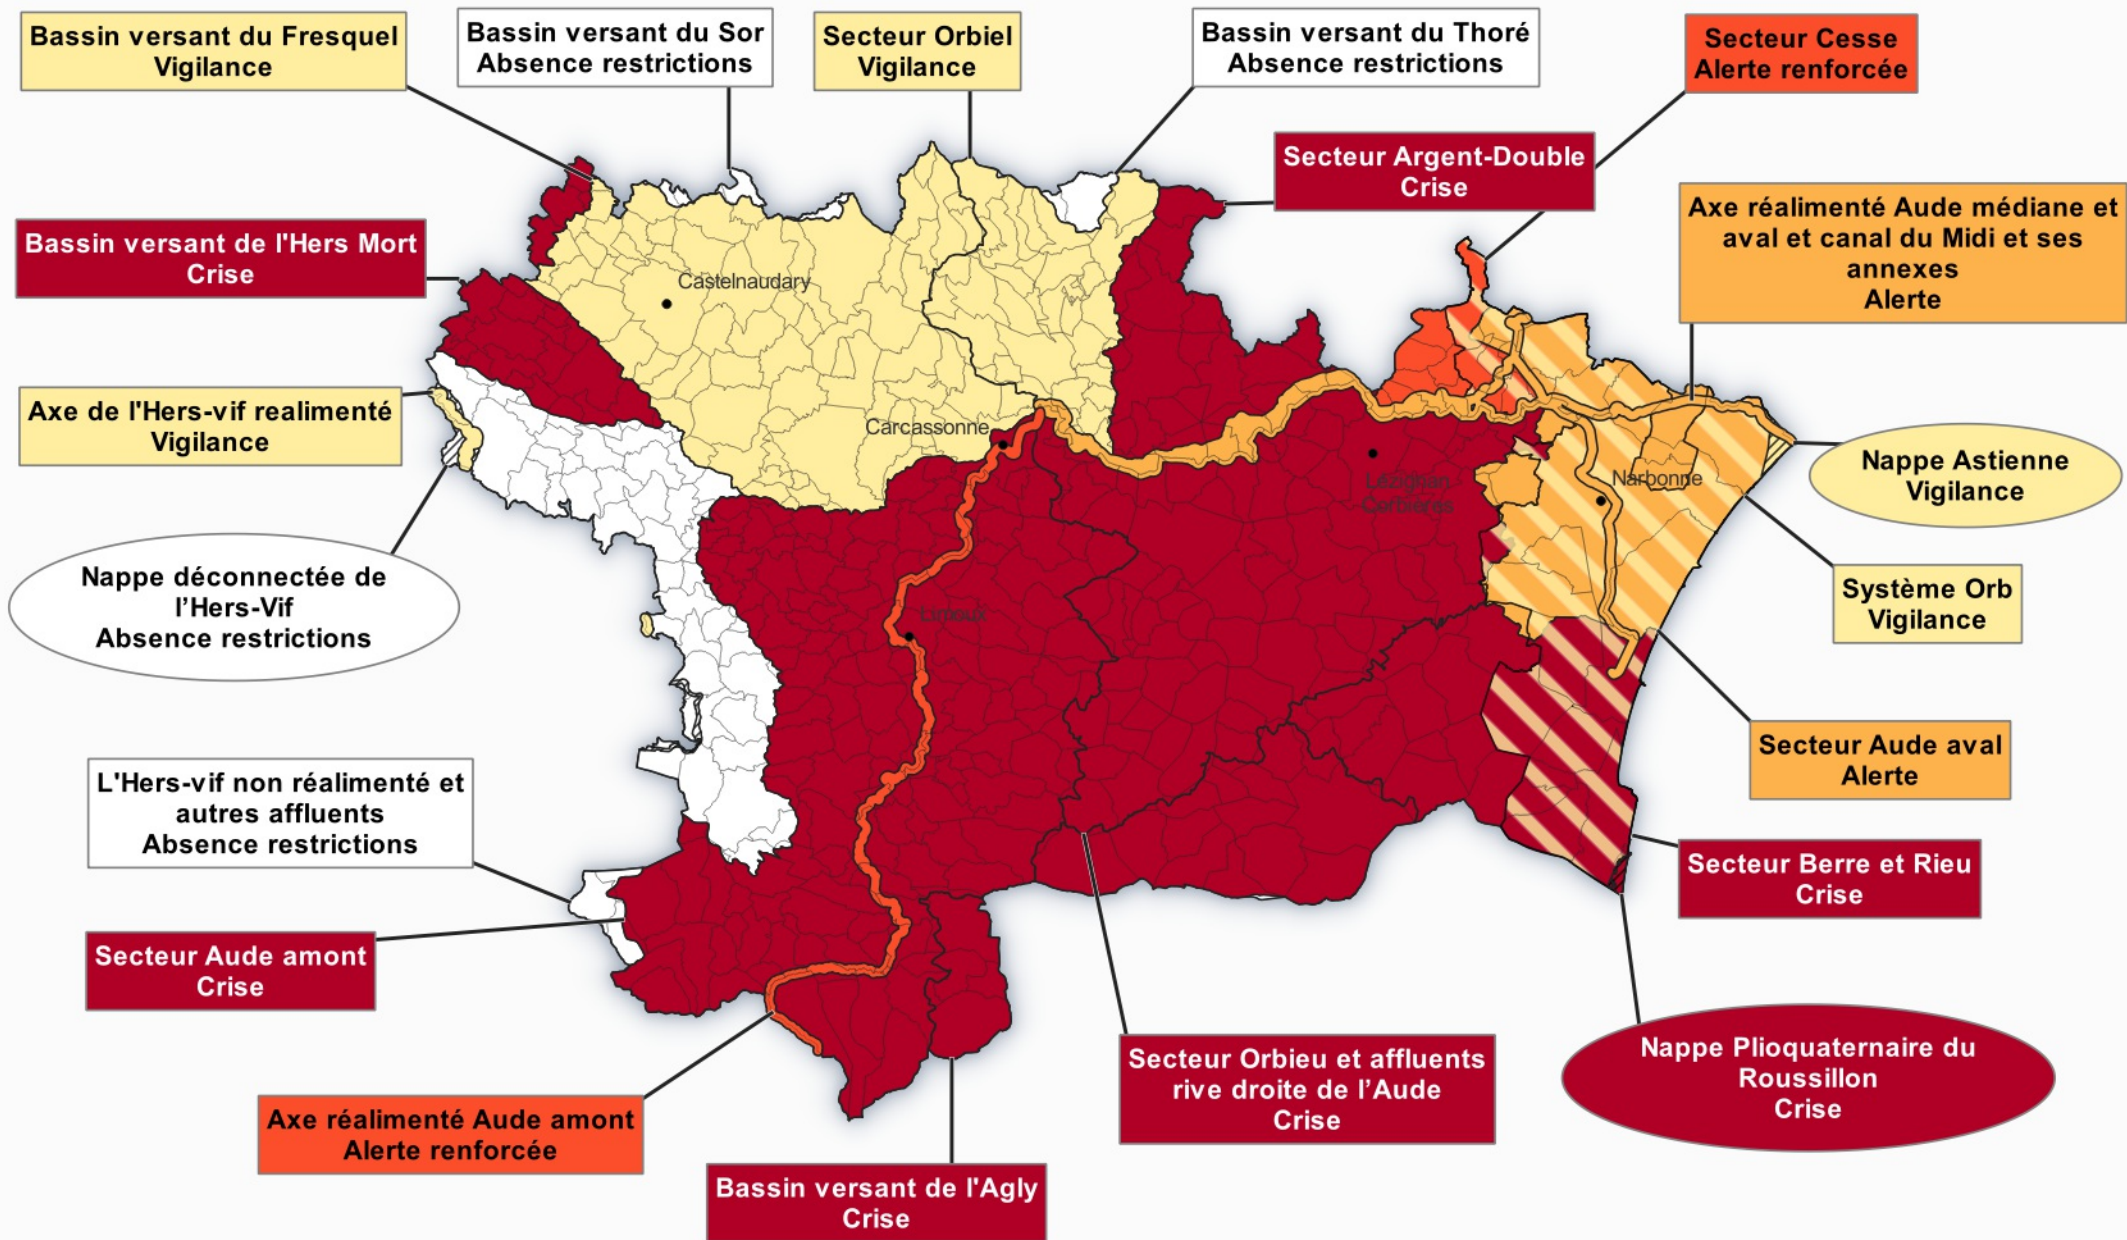 Bassin versant du Fresquel
Vigilance
Bassin versant du Sor
Absence restrictions
Secteur Orbiel
Vigilance
Bassin versant du Thoré
Absence restrictions
Secteur Cesse
Alerte renforcée
Secteur Argent-Double
Crise
Axe réalimenté Aude médiane et
aval et canal du Midi et ses
annexes
Alerte
Bassin versant de l'Hers Mort
Crise
Castelnaudary
Axe de l'Hers-vif realimenté
Vigilance
Carcassonne
Lézignan
Corbières
Narbonne
Nappe Astienne
Vigilance
Nappe déconnectée de
l’Hers-Vif
Absence restrictions
Système Orb
Vigilance
Limoux
Secteur Aude aval
Alerte
L'Hers-vif non réalimenté et
autres affluents
Absence restrictions
Secteur Berre et Rieu
Crise
Secteur Aude amont
Crise
Secteur Orbieu et affluents
rive droite de l’Aude
Crise
Nappe Plioquaternaire du
Roussillon
Crise
Axe réalimenté Aude amont
Alerte renforcée
Bassin versant de l'Agly
Crise